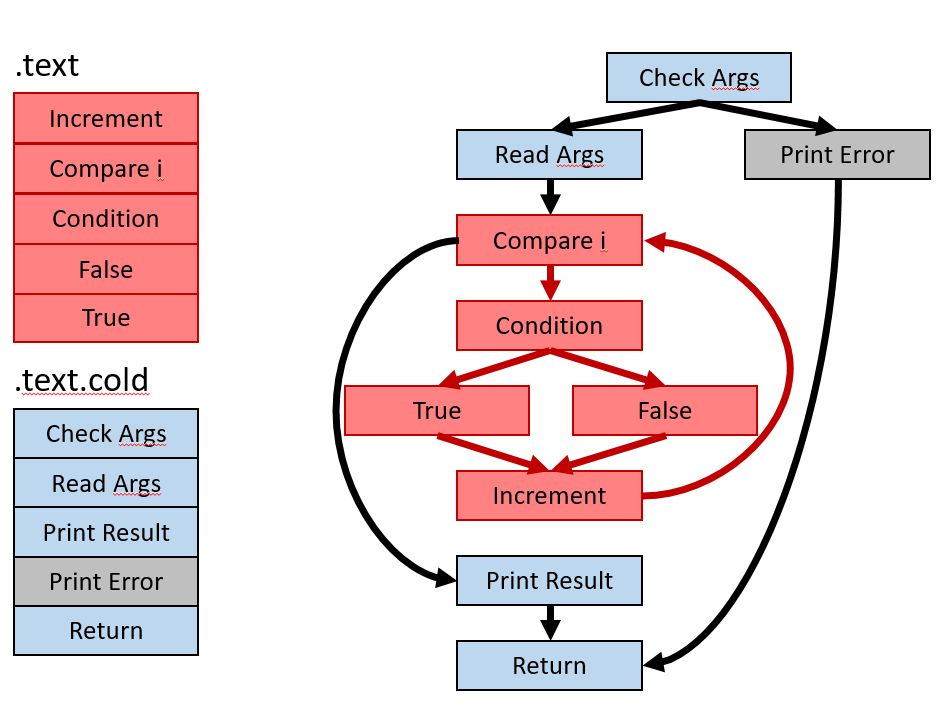 .text
Increment
Compare i
Condition
False
True
.text.cold
Check Args
Read Args
Print Result
Print Error
Return
Check Args
Read Args
Print Error
Compare i
Condition
True
False
Increment
Print Result
Return